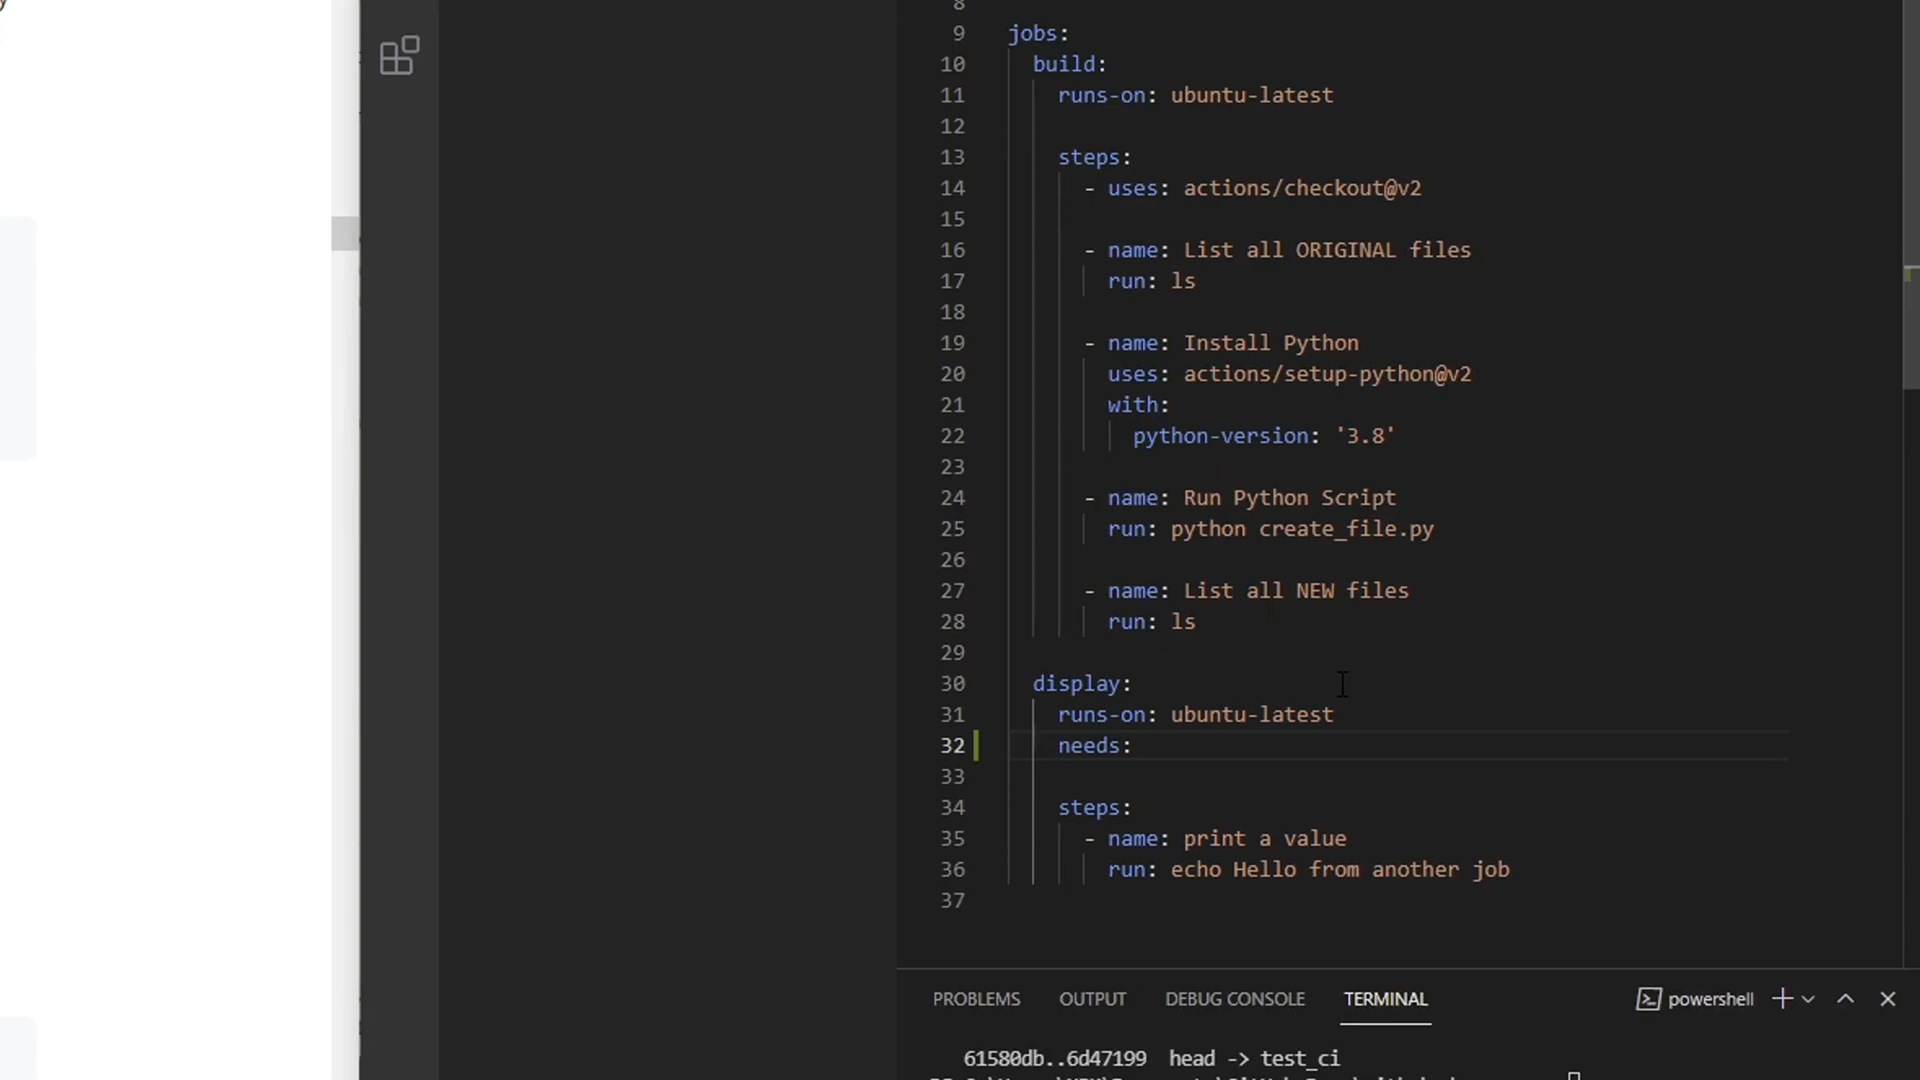 8
9 jobs:
10 build:
11 runs-on: ubuntu-latest
12
13 steps:
14 - uses: actions/checkout@v2
15
16 - name: List all ORIGINAL files
17 run: ls
18
19 - name: Install Python
20 uses: actions/setup-python@v2
21 with:
22 python-version: '3.8'
23
24 - name: Run Python Script
25 run: python create_file.py
26
27 - name: List all NEW files
28 run: ls
29
30 display:
31 runs-on: ubuntu-latest
32 needs:
33
34 steps:
35 - name: print a value
36 run: echo Hello from another job
37
PROBLEMS OUTPUT DEBUG CONSOLE TERMINAL powershell
61580db..6d47199 head -> test_ci